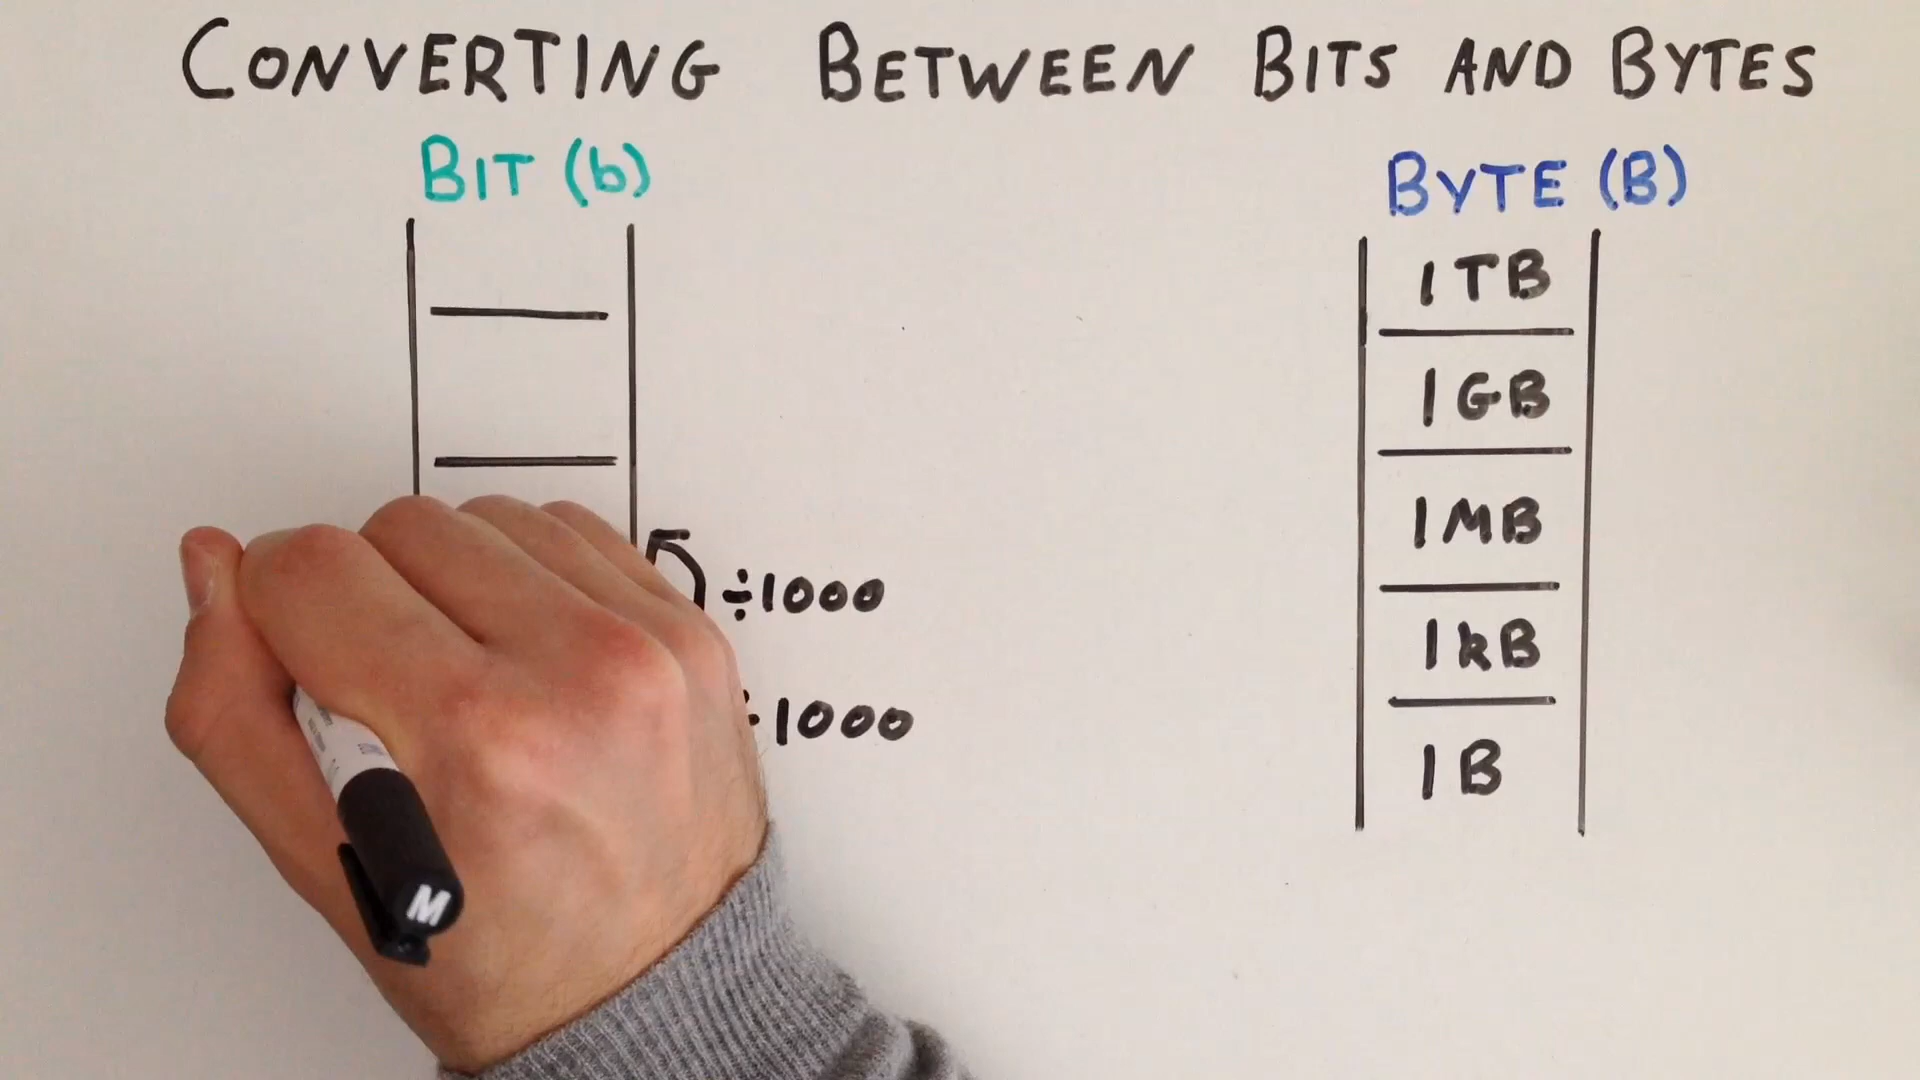 CONVERTING BETWEEN BITS AND BYTES
BIT (b)
BYTE (B)
1TB
1GB
1MB
÷1000
1kB
÷1000
1B
M